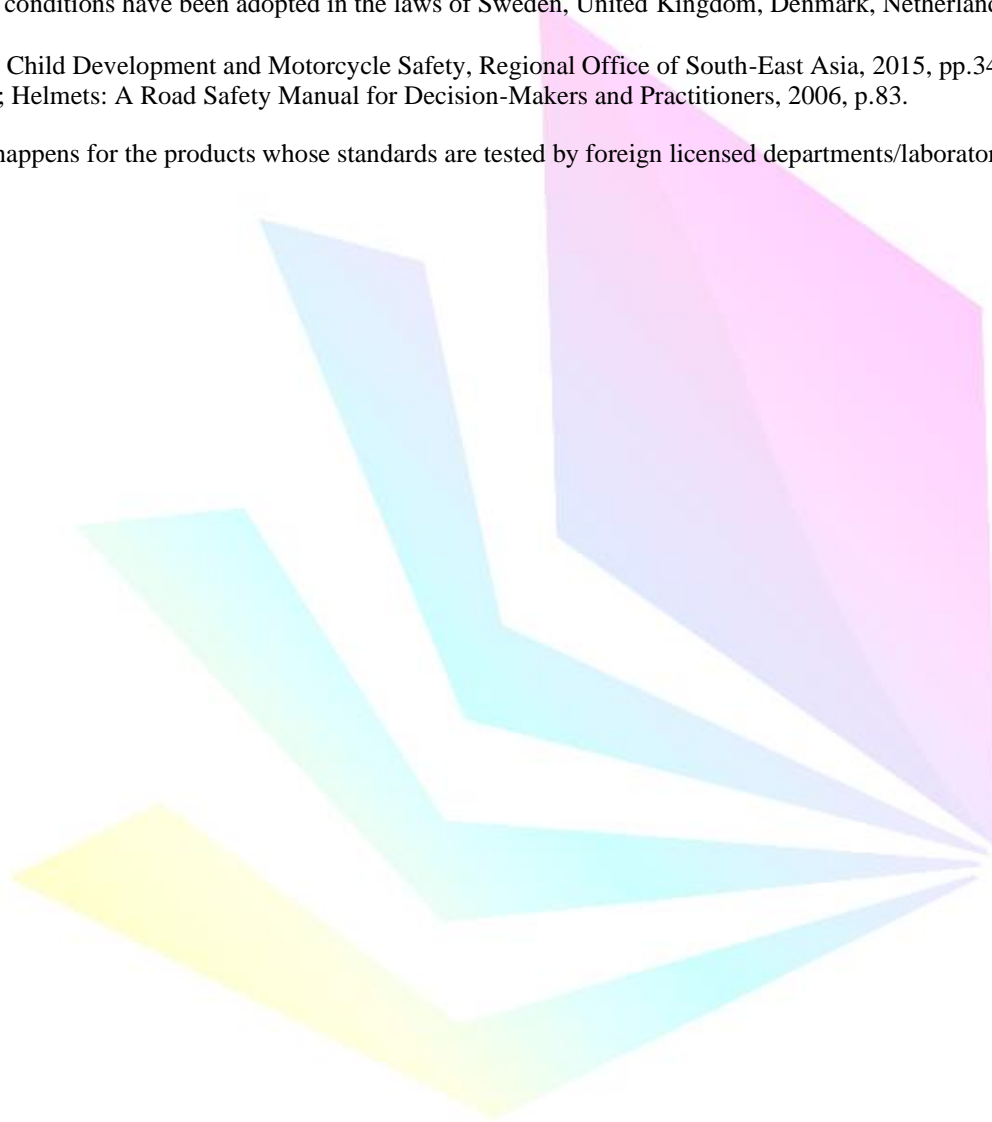 conditions have been adopted in the laws of Sweden, United Kingdom, Denmark, Netherland
Child Development and Motorcycle Safety, Regional Office of South-East Asia, 2015, pp.34
; Helmets: A Road Safety Manual for Decision-Makers and Practitioners, 2006, p.83.
happens for the products whose standards are tested by foreign licensed departments/laborator